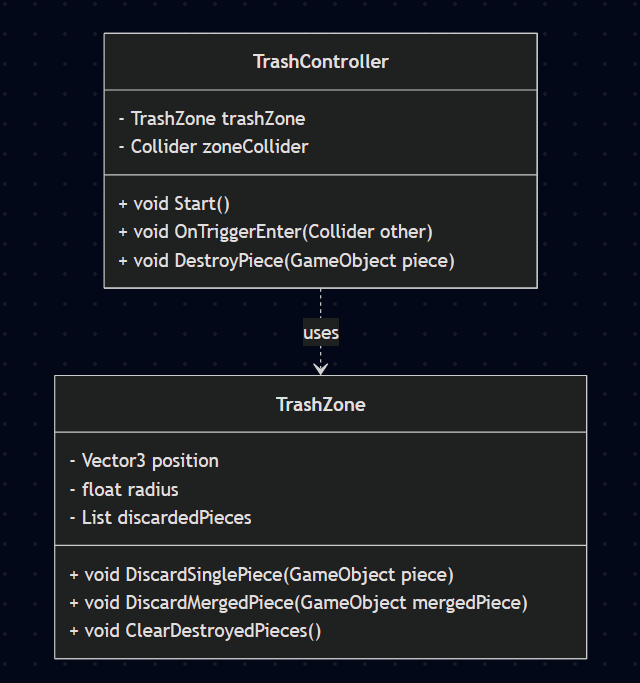 TrashController
- TrashZone trashZone
- Collider zoneCollider
+ void Start()
+ void OnTriggerEnter(Collider other)
+ void DestroyPiece(GameObject piece)
uses
TrashZone
- Vector3 position
- float radius
- List discardedPieces
+ void DiscardSinglePiece(GameObject piece)
+ void DiscardMergedPiece(GameObject mergedPiece)
+ void ClearDestroyedPieces()